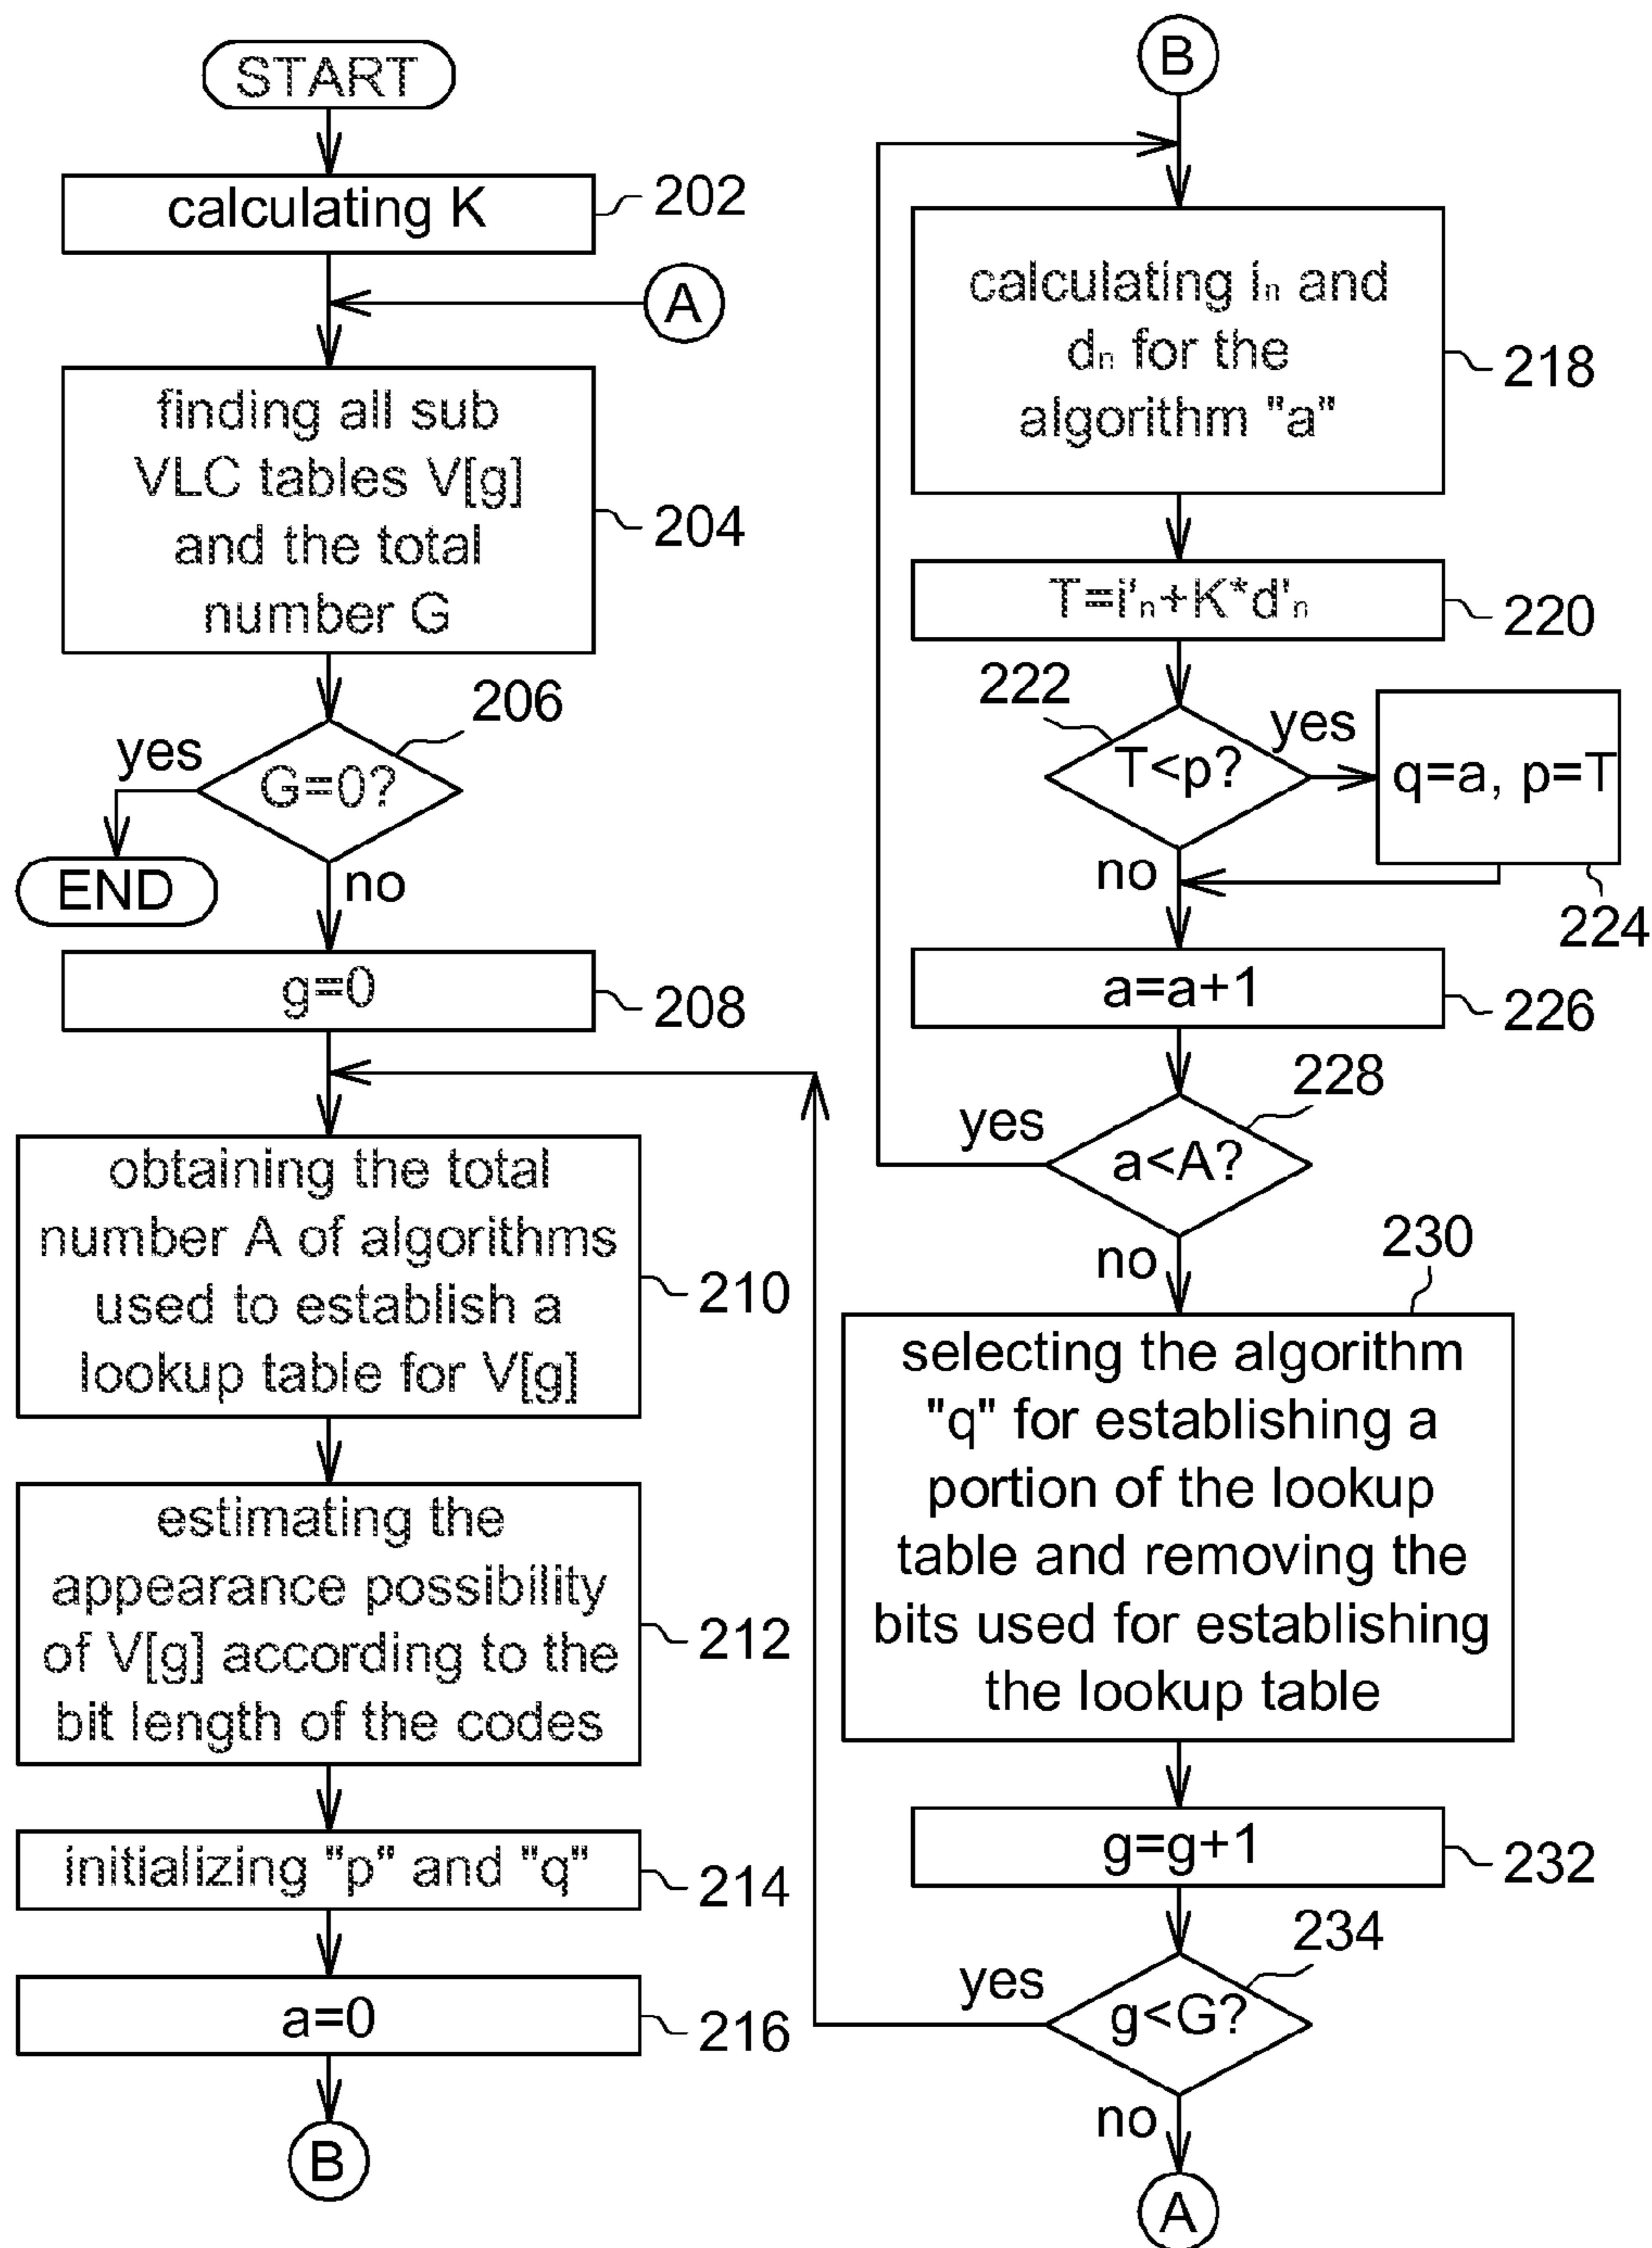 START
calculating K
202
A
finding all sub
VLC tables V[g]
and the total
number G
204
206
yes
G=0?
END
no
g=0
208
obtaining the total
number A of algorithms
used to establish a
lookup table for V[g]
210
estimating the
appearance possibility
of V[g] according to the
bit length of the codes
212
initializing "p" and "q"
214
a=0
216
B
B
calculating iₙ and
dₙ for the
algorithm "a"
218
T=i'ₙ+K*d'ₙ
220
222
T<p?
yes
q=a, p=T
224
no
a=a+1
226
228
yes
a<A?
no
230
selecting the algorithm
"q" for establishing a
portion of the lookup
table and removing the
bits used for establishing
the lookup table
g=g+1
232
234
yes
g<G?
no
A